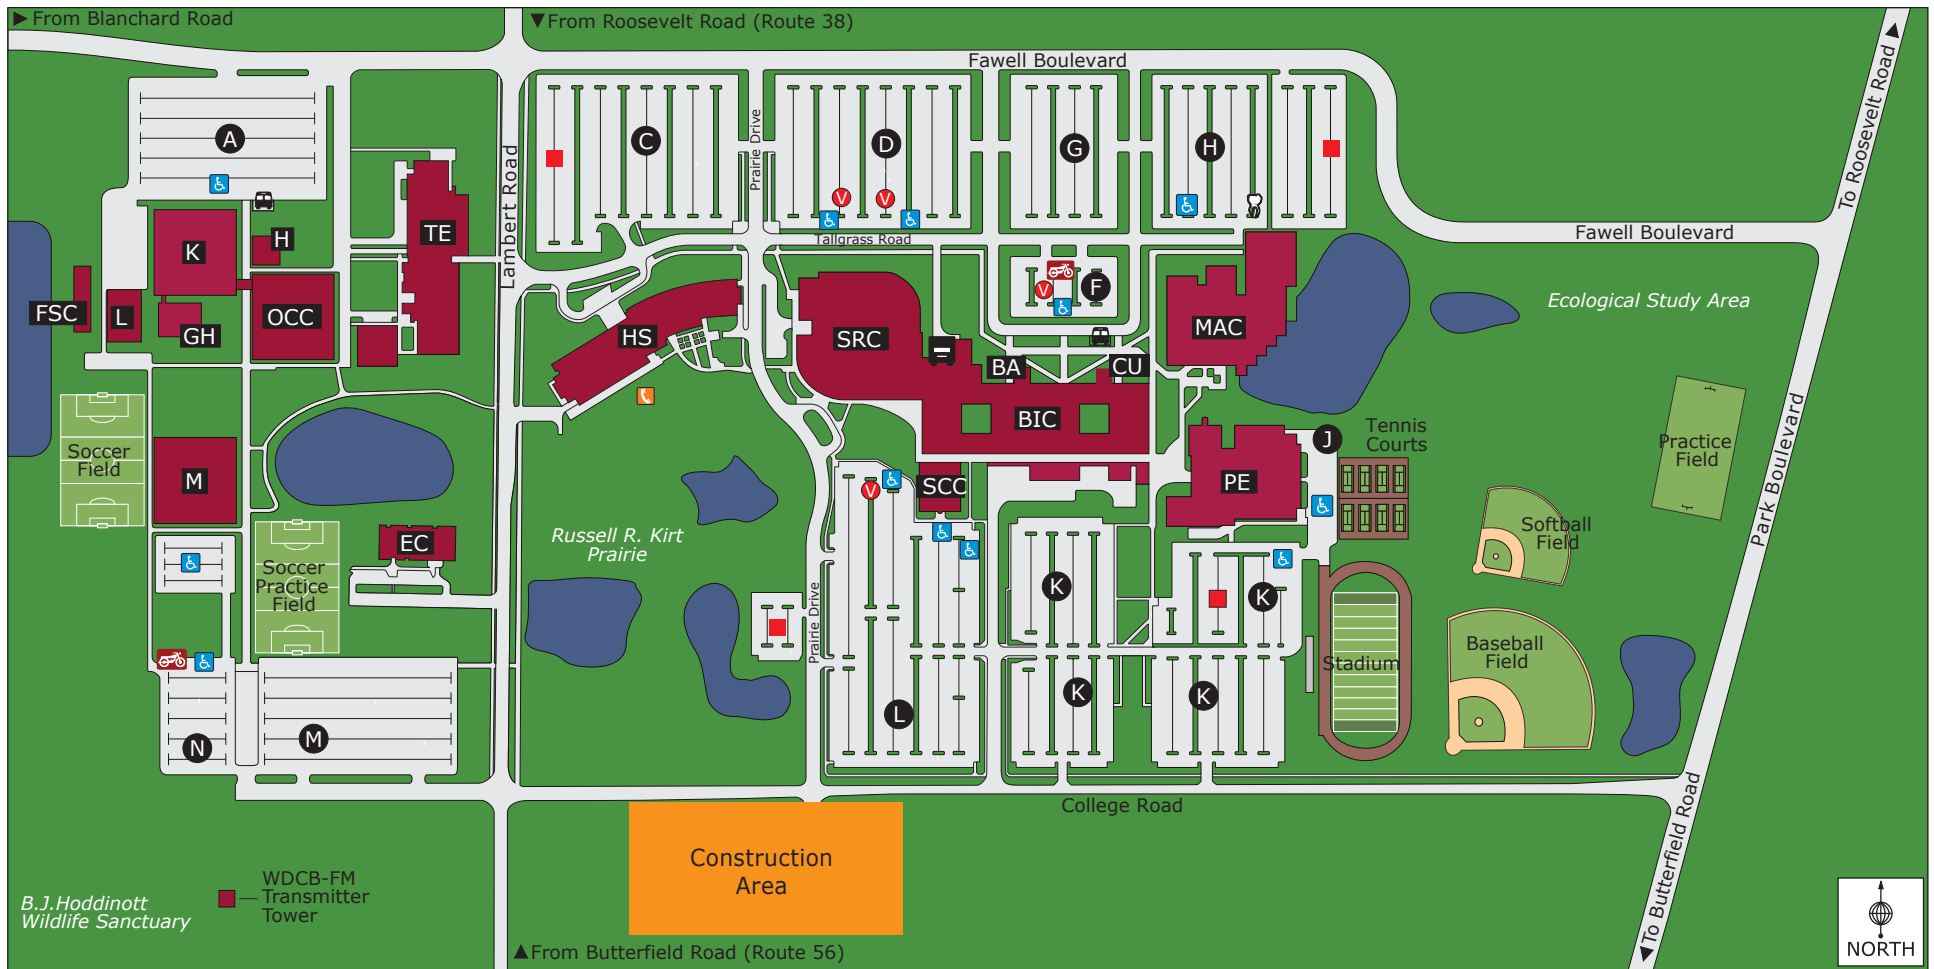 ▶ From Blanchard Road
▼From Roosevelt Road (Route 38)
Fawell Boulevard
To Roosevelt Road ▲
A
C
Prairie Drive
D
G
H
Lambert Road
V
V
K
H
TE
Tallgrass Road
Fawell Boulevard
FSC
L
GH
OCC
HS
SRC
V
F
MAC
Ecological Study Area
BA
CU
BIC
J
Tennis
Courts
Soccer
Field
M
Practice
Field
Park Boulevard
V
SCC
PE
EC
Russell R. Kirt
Prairie
Softball
Field
Soccer
Practice
Field
Prairie Drive
K
K
Baseball
Field
Stadium
N
M
L
K
K
College Road
Construction
Area
WDCB-FM
Transmitter
Tower
B.J.Hoddinott
Wildlife Sanctuary
▲From Butterfield Road (Route 56)
▼To Butterfield Road
NORTH